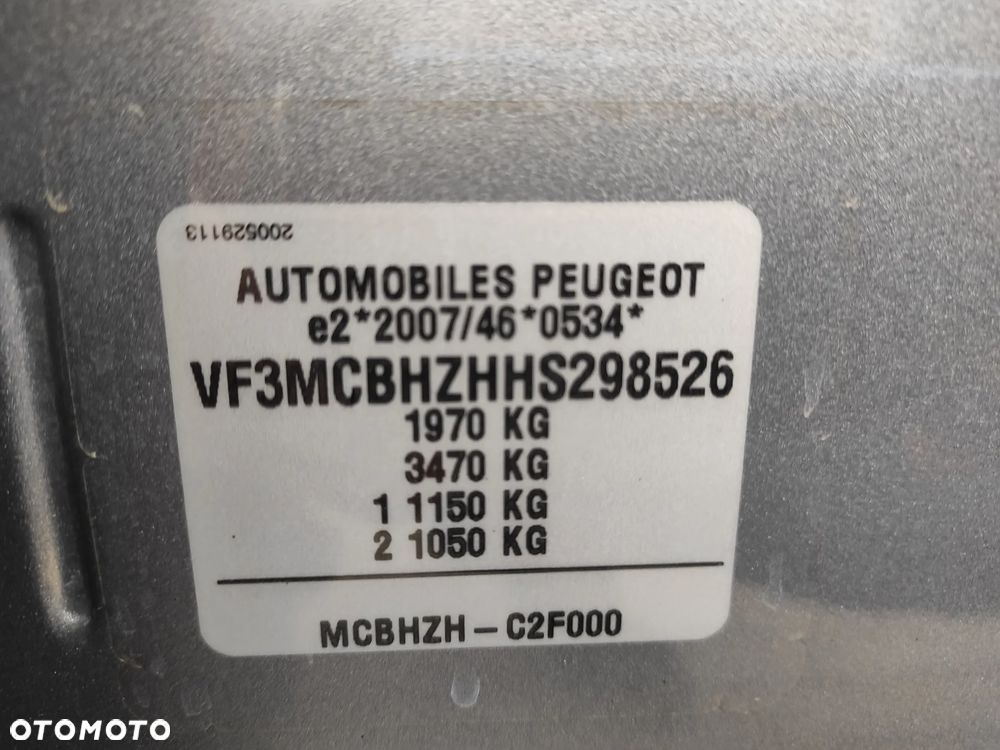 200529113
AUTOMOBILES PEUGEOT
e2*2007/46*0534*
VF3MCBHZHHS298526
1970 KG
3470 KG
1 1150 KG
2 1050 KG
MCBHZH - C2F000
OTOMOTO